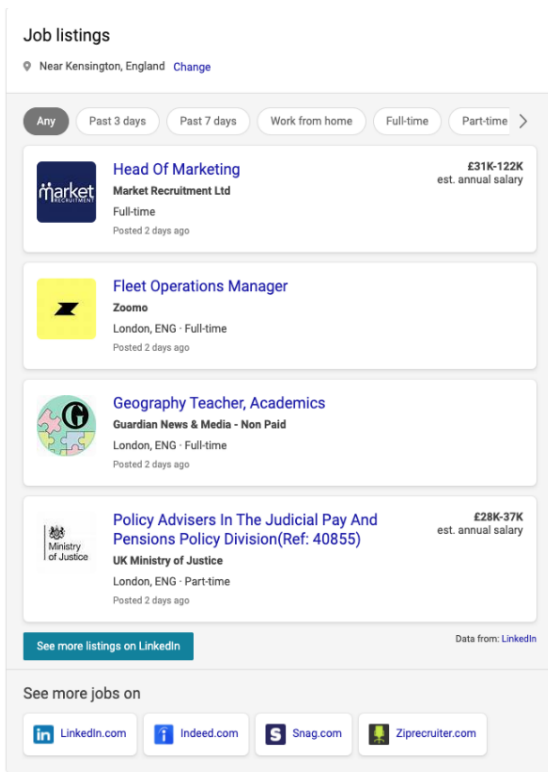 Job listings
Near Kensington, England Change
Any Past 3 days Past 7 days Work from home Full-time Part-time
Head Of Marketing
£31K-122K
Market Recruitment Ltd
est. annual salary
market
RECRUITMENT
Full-time
Posted 2 days ago
Fleet Operations Manager
Zoomo
London, ENG · Full-time
Posted 2 days ago
Geography Teacher, Academics
Guardian News & Media - Non Paid
London, ENG · Full-time
Posted 2 days ago
Policy Advisers In The Judicial Pay And
£28K-37K
Pensions Policy Division(Ref: 40855)
est. annual salary
Ministry
of Justice
UK Ministry of Justice
London, ENG · Part-time
Posted 2 days ago
See more listings on LinkedIn
Data from: LinkedIn
See more jobs on
in LinkedIn.com
i Indeed.com
S Snag.com
Ziprecruiter.com